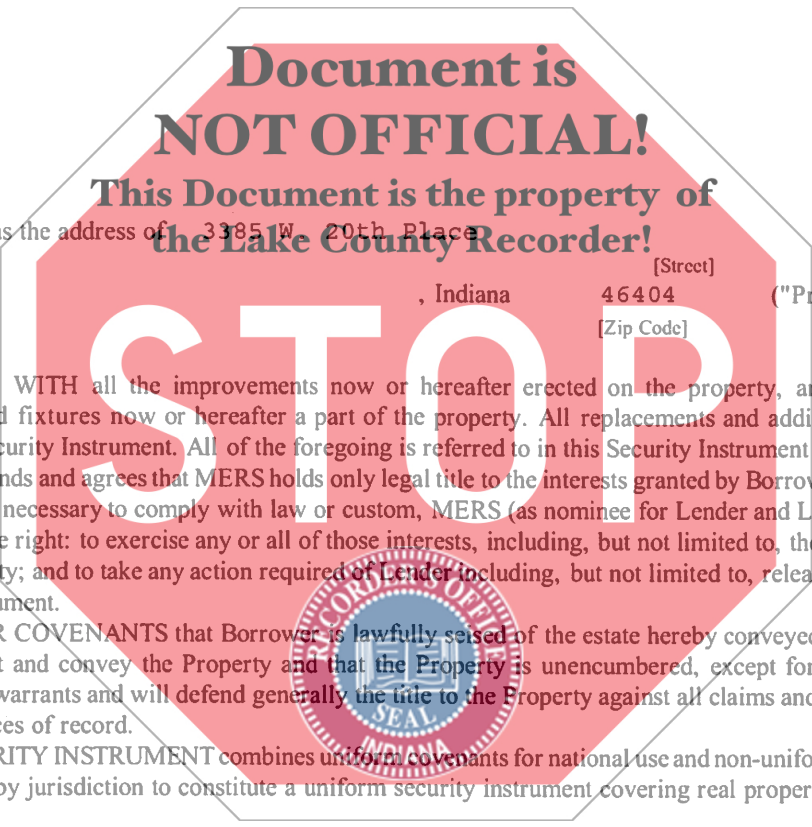 Document is
NOT OFFICIAL!
This Document is the property of
the Lake County Recorder!
as the address of 3385 W. 20th Place
[Street]
, Indiana 46404 ("Pr
[Zip Code]
STOP
WITH all the improvements now or hereafter erected on the property, an
d fixtures now or hereafter a part of the property. All replacements and addi
curity Instrument. All of the foregoing is referred to in this Security Instrument
nds and agrees that MERS holds only legal title to the interests granted by Borrow
necessary to comply with law or custom, MERS (as nominee for Lender and L
e right: to exercise any or all of those interests, including, but not limited to, the
ty; and to take any action required of Lender including, but not limited to, relea
ument.
R COVENANTS that Borrower is lawfully seised of the estate hereby conveyed
t and convey the Property and that the Property is unencumbered, except for
warrants and will defend generally the title to the Property against all claims and
ces of record.
RITY INSTRUMENT combines uniform covenants for national use and non-unifo
by jurisdiction to constitute a uniform security instrument covering real proper
RECORDER'S OFFICE
SEAL
INDIANA